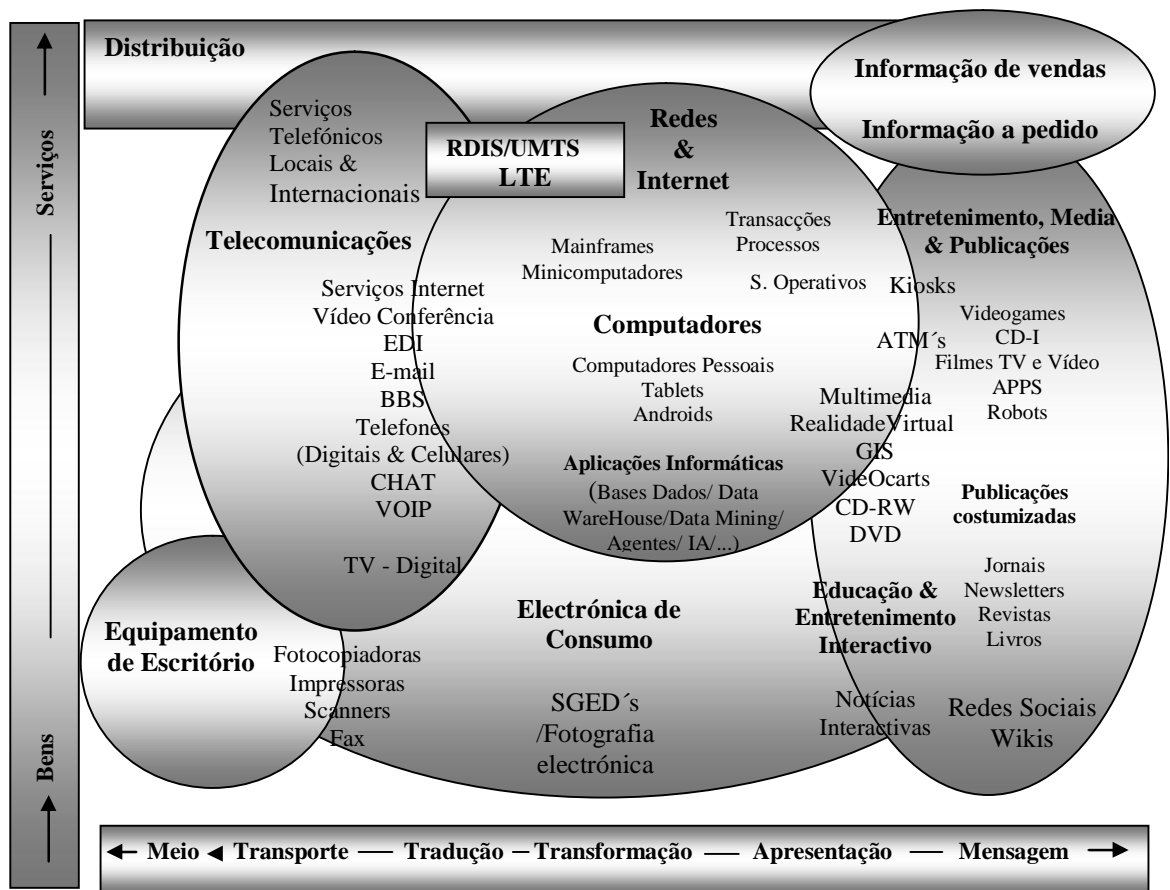 Distribuição
Informação de vendas
Informação a pedido
Serviços
Bens
Serviços
Telefónicos
Locais &
Internacionais
Telecomunicações
Serviços Internet
Vídeo Conferência
EDI
E-mail
BBS
Telefones
(Digitais & Celulares)
CHAT
VOIP
TV - Digital
RDIS/UMTS
LTE
Redes
&
Internet
Transacções
Processos
Mainframes
Minicomputadores
S. Operativos
Computadores
Computadores Pessoais
Tablets
Androids
Aplicações Informáticas
(Bases Dados/ Data
WareHouse/Data Mining/
Agentes/ IA/...)
Entretenimento, Media
& Publicações
Kiosks
ATM´s
Videogames
CD-I
Filmes TV e Vídeo
APPS
Robots
Multimedia
RealidadeVirtual
GIS
VideOcarts
CD-RW
DVD
Publicações
costumizadas
Jornais
Newsletters
Revistas
Livros
Educação &
Entretenimento
Interactivo
Notícias
Interactivas
Redes Sociais
Wikis
Electrónica de
Consumo
SGED´s
/Fotografia
electrónica
Equipamento
de Escritório
Fotocopiadoras
Impressoras
Scanners
Fax
Meio Transporte Tradução Transformação Apresentação Mensagem